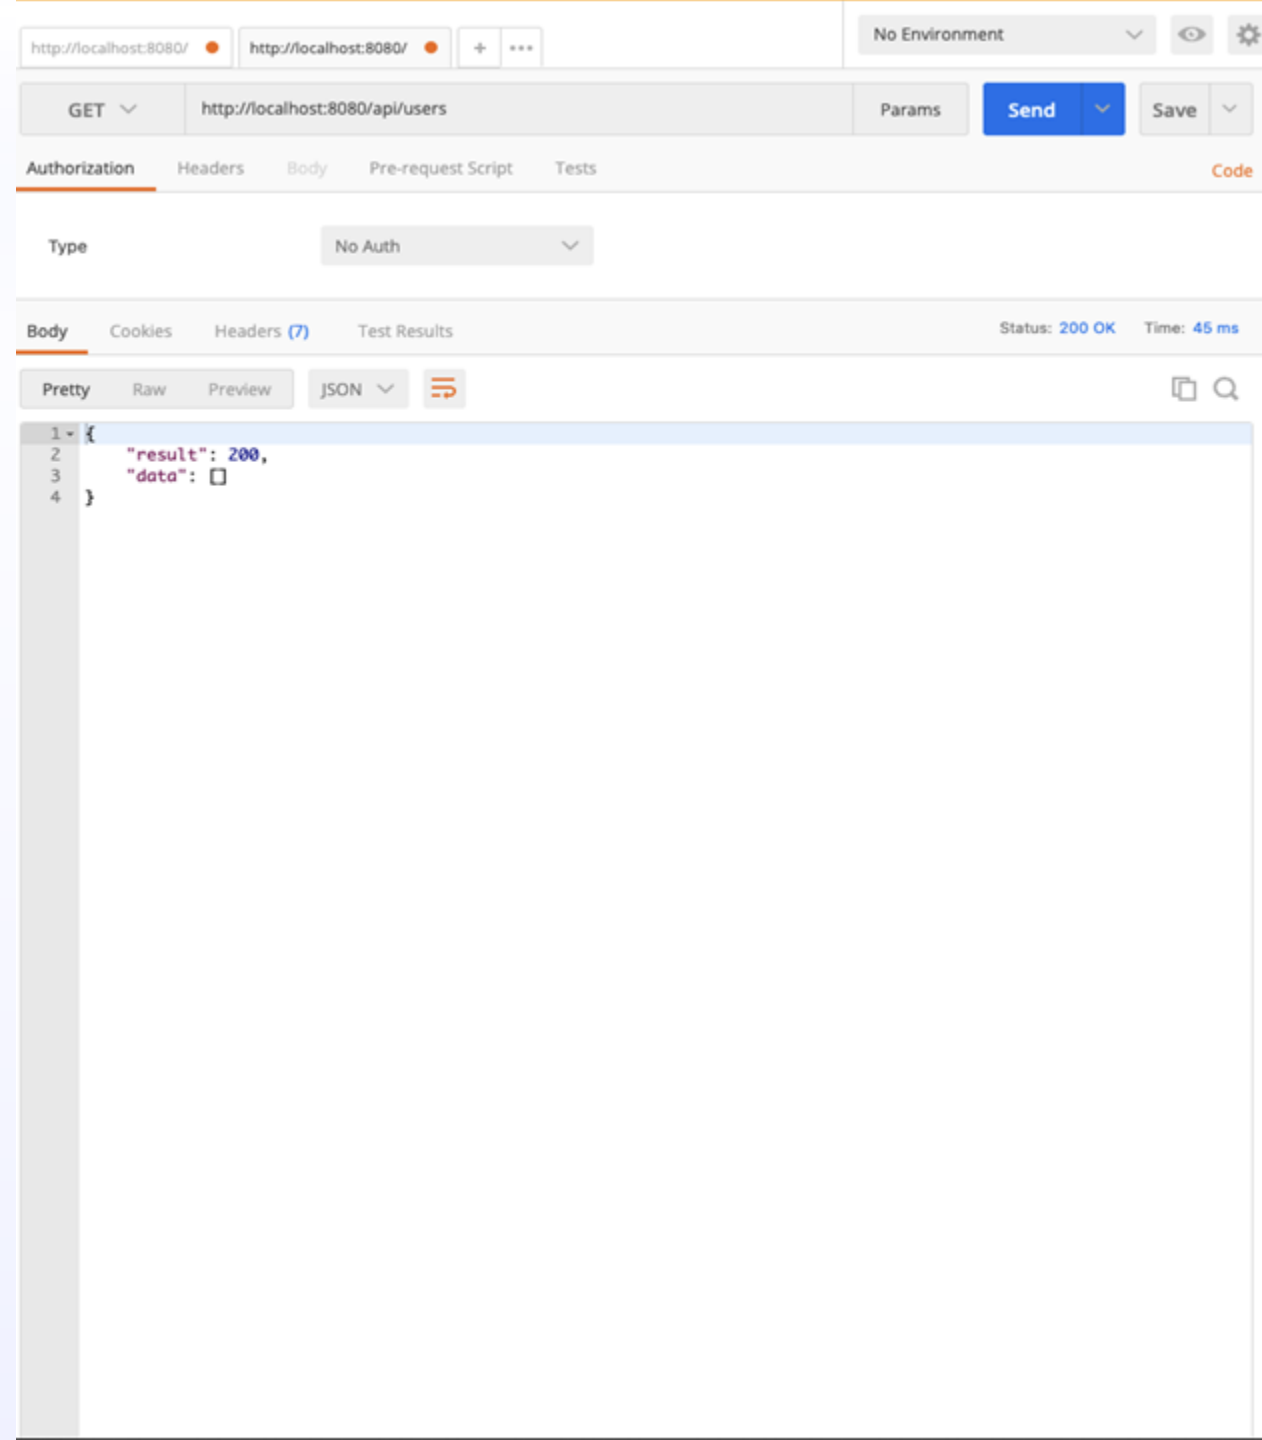 http://localhost:8080/ http://localhost:8080/ + ••• No Environment
GET http://localhost:8080/api/users Params Send Save
Authorization Headers Body Pre-request Script Tests Code
Type No Auth
Body Cookies Headers (7) Test Results Status: 200 OK Time: 45 ms
Pretty Raw Preview JSON
1 {
2 "result": 200,
3 "data": []
4 }